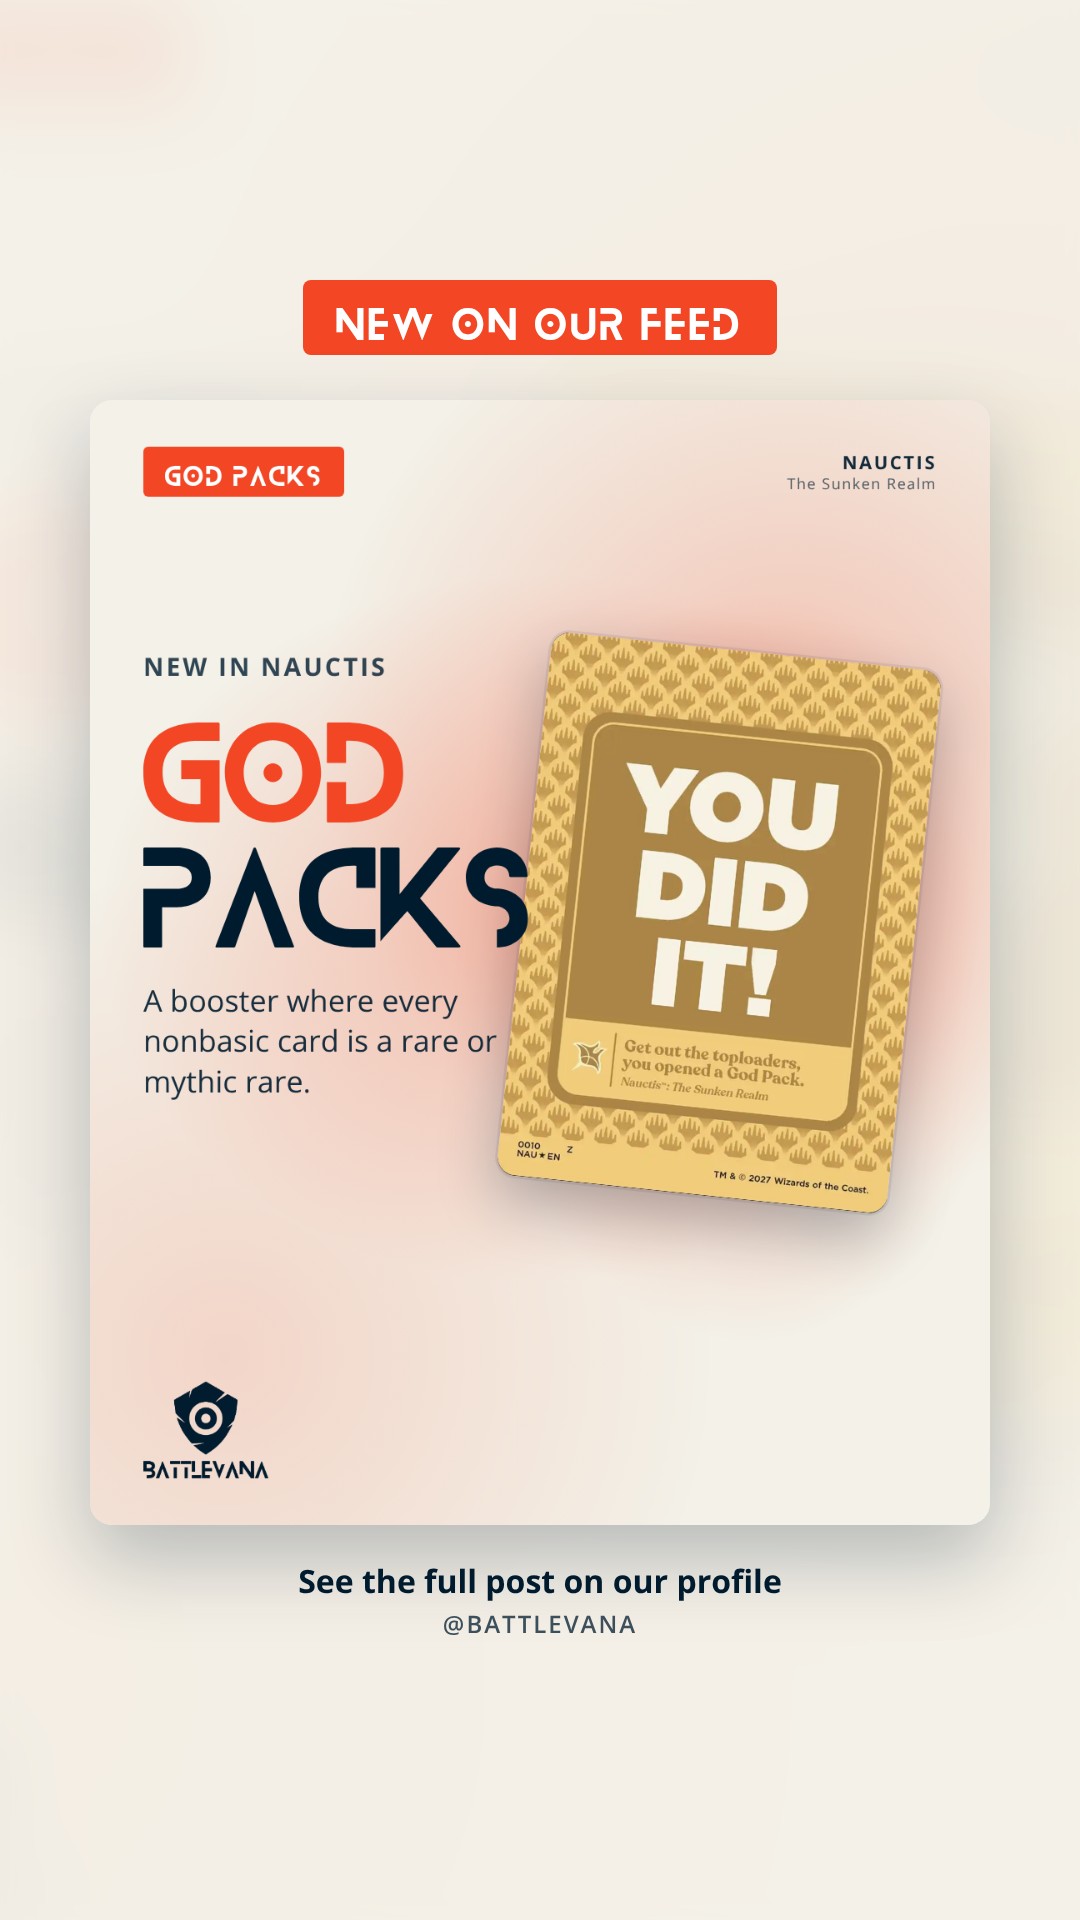 NEW ON OUR FEED
GOD PACKS
NAUCTIS
The Sunken Realm
NEW IN NAUCTIS
GOD
PACKS
A booster where every
nonbasic card is a rare or
mythic rare.
YOU
DID
IT!
Get out the toploaders,
you opened a God Pack.
Nauctis™: The Sunken Realm
0010 Z
NAU★EN
TM & © 2027 Wizards of the Coast.
BATTLEVANA
See the full post on our profile
@BATTLEVANA